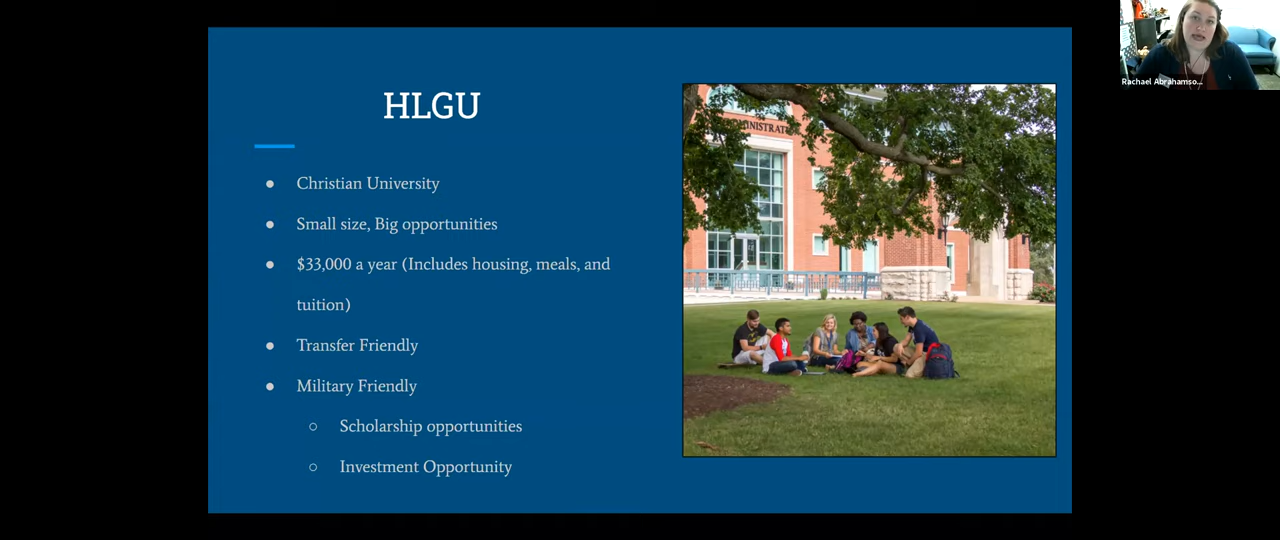 HLGU
Christian University
Small size, Big opportunities
$33,000 a year (Includes housing, meals, and
tuition)
Transfer Friendly
Military Friendly
Scholarship opportunities
Investment Opportunity
Rachael Abrahamso...